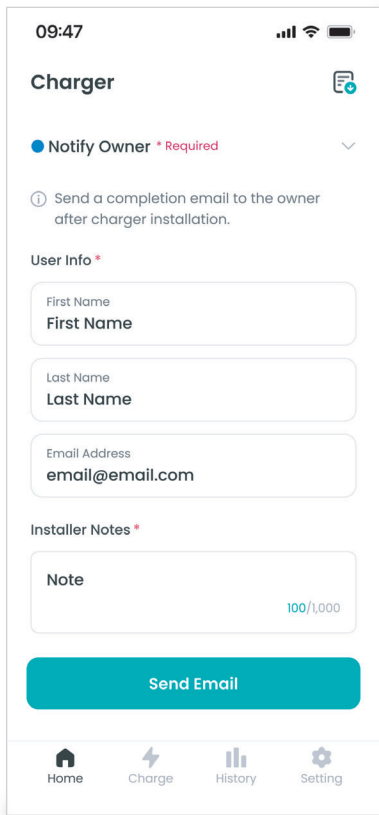 09:47
Charger
Notify Owner * Required
Send a completion email to the owner
after charger installation.
User Info *
First Name
First Name
Last Name
Last Name
Email Address
email@email.com
Installer Notes *
Note
100/1,000
Send Email
Home Charge History Setting